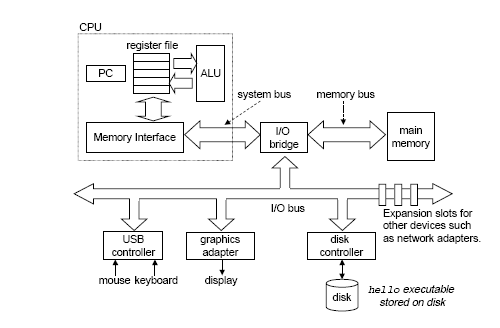 CPU
register file
PC
ALU
system bus
memory bus
Memory Interface
I/O
bridge
main
memory
I/O bus
Expansion slots for
other devices such
as network adapters.
USB
controller
graphics
adapter
disk
controller
mouse keyboard
display
disk
hello executable
stored on disk